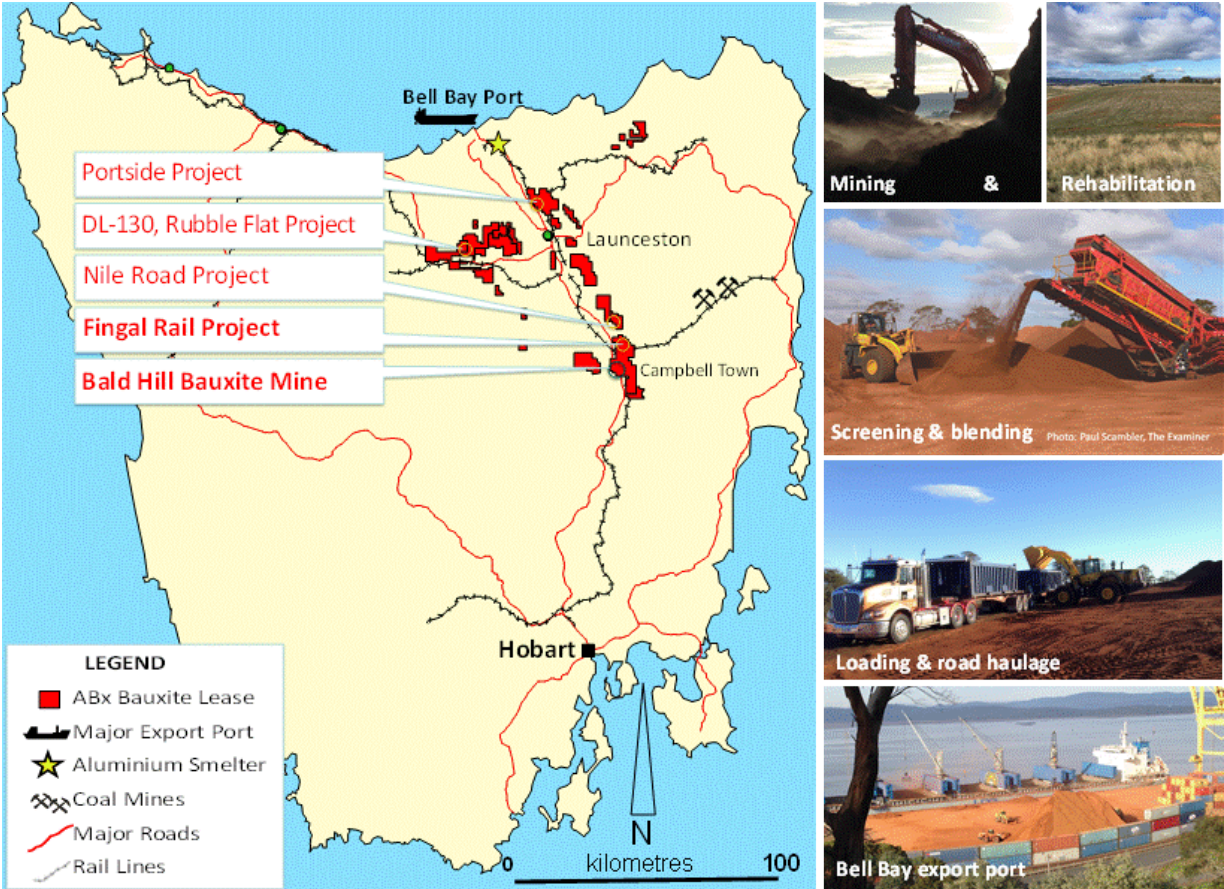 Bell Bay Port
Portside Project
DL-130, Rubble Flat Project
Nile Road Project
Fingal Rail Project
Bald Hill Bauxite Mine
Launceston
Campbell Town
Hobart
LEGEND
ABx Bauxite Lease
Major Export Port
Aluminium Smelter
Coal Mines
Major Roads
Rail Lines
N
0 kilometres 100
Mining & Rehabilitation
Screening & blending Photo: Paul Scambler, The Examiner
Loading & road haulage
Bell Bay export port